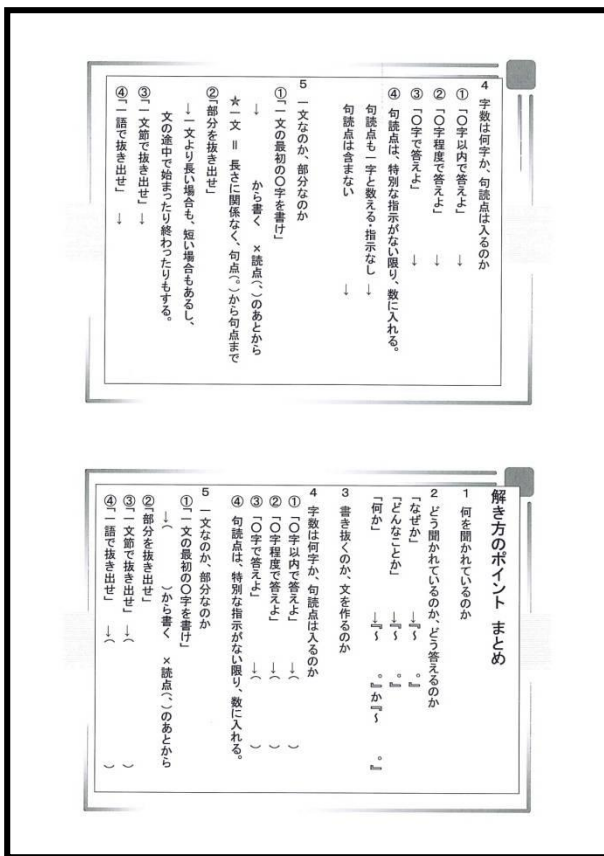 4 字数は何字か、句読点は入るのか
①「〇字以内で答えよ」 →
②「〇字程度で答えよ」 →
③「〇字で答えよ」 →
④ 句読点は、特別な指示がない限り、数に入れる。
句読点も一字と数える・指示なし →
句読点は含まない →
5 一文なのか、部分なのか
①「一文の最初の〇字を書け」
→ から書く ×読点(、)のあとから
☆一文 = 長さに関係なく、句点(。)から句点まで
②「部分を抜き出せ」
→一文より長い場合も、短い場合もあるし、
文の途中で始まったり終わったりもする。
③「一文節で抜き出せ」 →
④「一語で抜き出せ」 →
解き方のポイント まとめ
1 何を聞かれているのか
2 どう聞かれているのか、どう答えるのか
「なぜか」 →『~ 。』
「どんなことか」 →『~ 。』
「何か」 →『~ 。』か『~ 。』
3 書き抜くのか、文を作るのか
4 字数は何字か、句読点は入るのか
①「〇字以内で答えよ」 →( )
②「〇字程度で答えよ」 →( )
③「〇字で答えよ」 →( )
④ 句読点は、特別な指示がない限り、数に入れる。
5 一文なのか、部分なのか
①「一文の最初の〇字を書け」
→( )から書く ×読点(、)のあとから
②「部分を抜き出せ」
③「一文節で抜き出せ」 →( )
④「一語で抜き出せ」 →( )